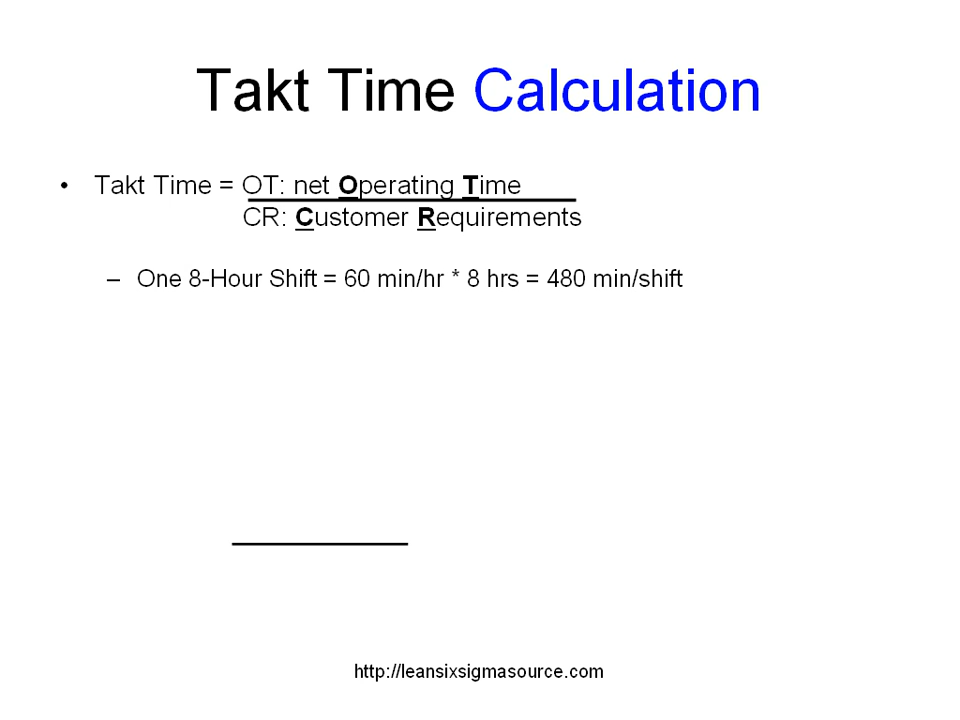 Takt Time Calculation
• Takt Time = OT: net Operating Time
CR: Customer Requirements
– One 8-Hour Shift = 60 min/hr * 8 hrs = 480 min/shift
http://leansixsigmasource.com